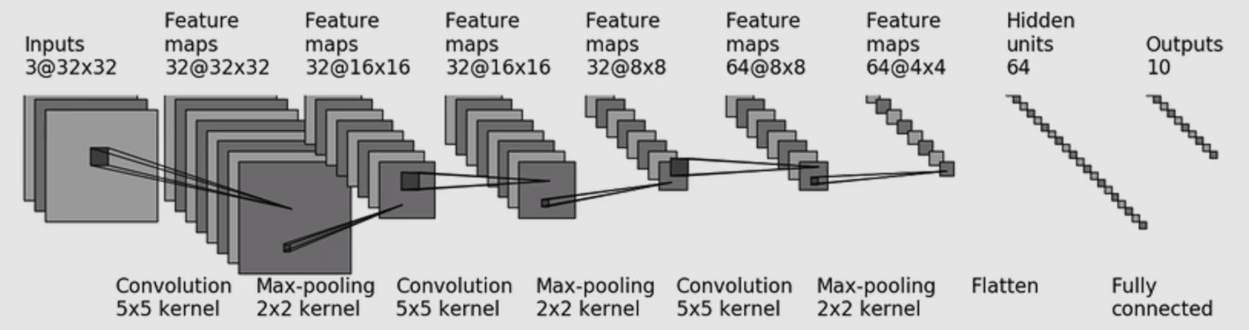 Inputs
3@32x32
Feature
maps
32@32x32
Feature
maps
32@16x16
Feature
maps
32@16x16
Feature
maps
32@8x8
Feature
maps
64@8x8
Feature
maps
64@4x4
Hidden
units
64
Outputs
10
Convolution
5x5 kernel
Max-pooling
2x2 kernel
Convolution
5x5 kernel
Max-pooling
2x2 kernel
Convolution
5x5 kernel
Max-pooling
2x2 kernel
Flatten
Fully
connected